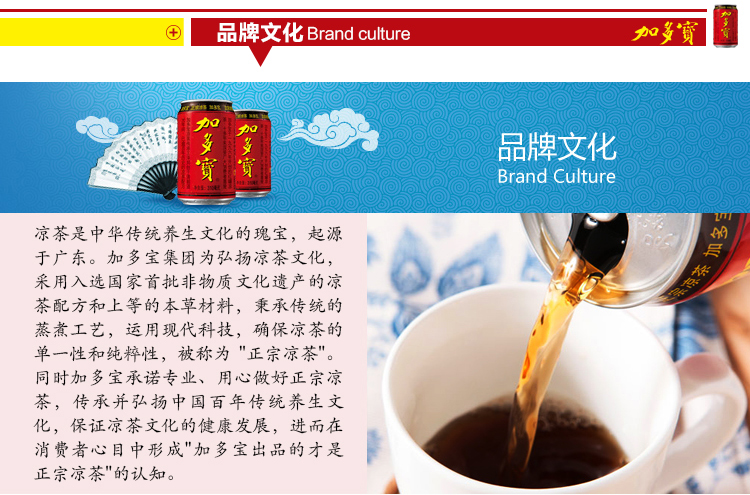 品牌文化 Brand culture
加多宝
加多宝
加多宝
加多宝
品牌文化
Brand Culture
凉茶是中华传统养生文化的瑰宝，起源
于广东。加多宝集团为弘扬凉茶文化，
采用入选国家首批非物质文化遗产的凉
茶配方和上等的本草材料，秉承传统的
蒸煮工艺，运用现代科技，确保凉茶的
单一性和纯粹性，被称为 "正宗凉茶"。
同时加多宝承诺专业、用心做好正宗凉
茶，传承并弘扬中国百年传统养生文
化，保证凉茶文化的健康发展，进而在
消费者心目中形成"加多宝出品的才是
正宗凉茶"的认知。
凉茶 加多宝